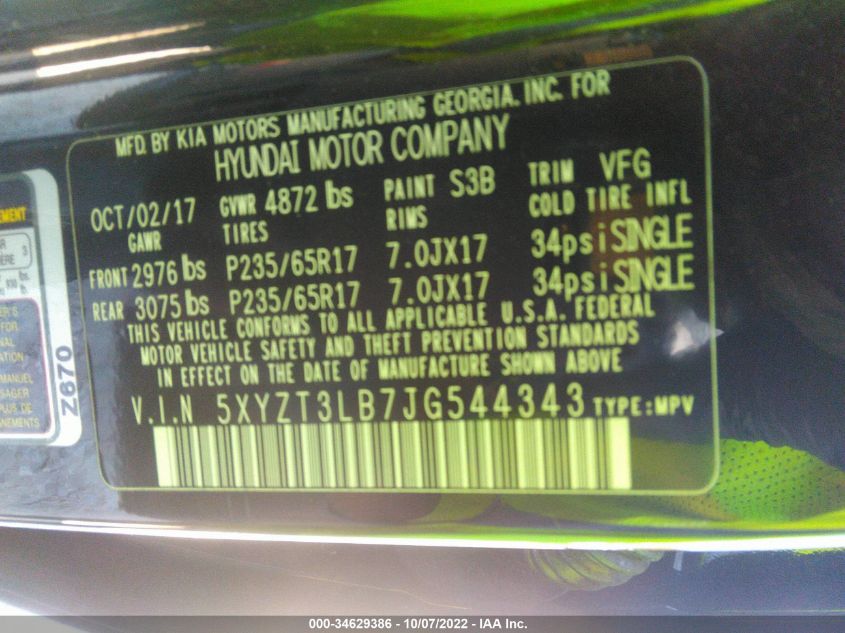 MFD. BY KIA MOTORS MANUFACTURING GEORGIA. INC. FOR
HYUNDAI MOTOR COMPANY
OCT/02/17 GVWR 4872 lbs PAINT S3B TRIM VFG
GAWR TIRES RIMS COLD TIRE INFL
FRONT 2976 lbs P235/65R17 7.0JX17 34psi SINGLE
REAR 3075 lbs P235/65R17 7.0JX17 34psi SINGLE
THIS VEHICLE CONFORMS TO ALL APPLICABLE U.S.A. FEDERAL
MOTOR VEHICLE SAFETY AND THEFT PREVENTION STANDARDS
IN EFFECT ON THE DATE OF MANUFACTURE SHOWN ABOVE
V.I.N 5XYZT3LB7JG544343 TYPE:MPV
Z670
000-34629386 - 10/07/2022 - IAA Inc.